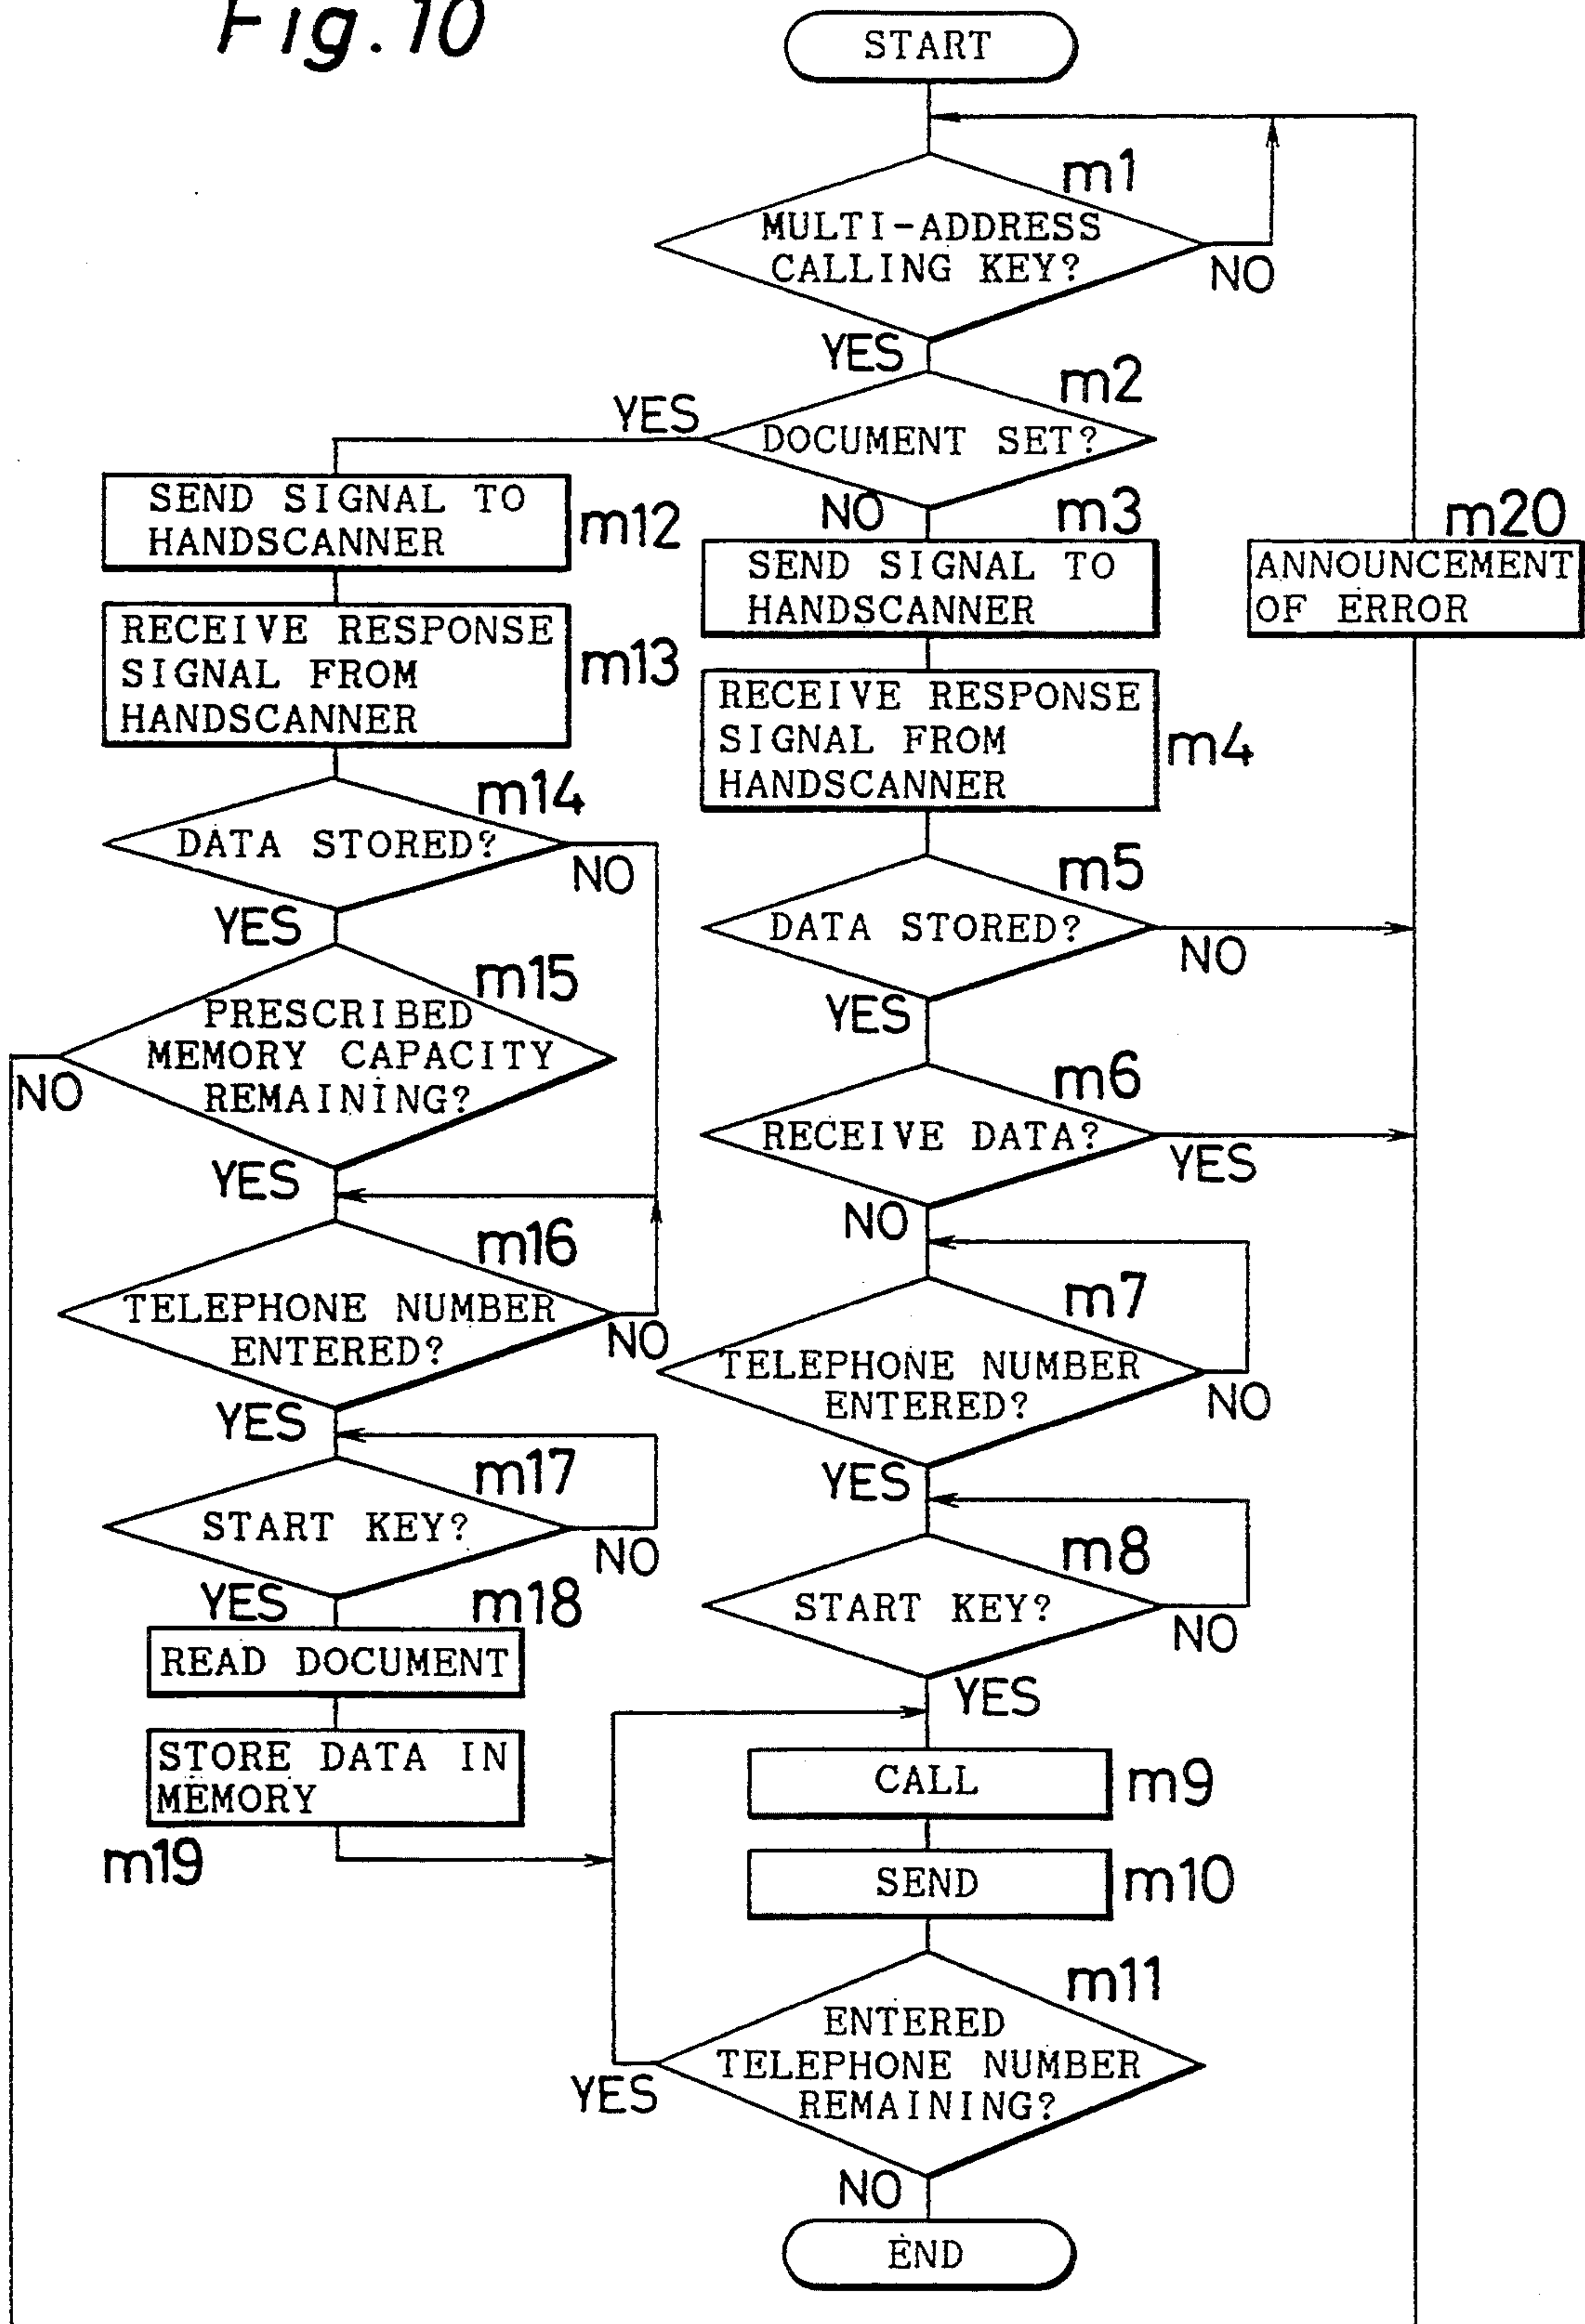 Fig. 10
START
m1
MULTI-ADDRESS
CALLING KEY?
NO
YES
m2
YES
DOCUMENT SET?
NO
m3
SEND SIGNAL TO
HANDSCANNER
m12
SEND SIGNAL TO
HANDSCANNER
m20
ANNOUNCEMENT
OF ERROR
RECEIVE RESPONSE
SIGNAL FROM
HANDSCANNER
m13
RECEIVE RESPONSE
SIGNAL FROM
HANDSCANNER
m4
m14
DATA STORED?
NO
YES
m5
DATA STORED?
NO
YES
m15
PRESCRIBED
MEMORY CAPACITY
REMAINING?
NO
YES
m6
RECEIVE DATA?
YES
NO
m16
TELEPHONE NUMBER
ENTERED?
NO
YES
m7
TELEPHONE NUMBER
ENTERED?
NO
YES
m17
START KEY?
NO
YES
m8
START KEY?
NO
YES
m18
READ DOCUMENT
STORE DATA IN
MEMORY
m19
CALL
m9
SEND
m10
m11
ENTERED
TELEPHONE NUMBER
REMAINING?
YES
NO
END